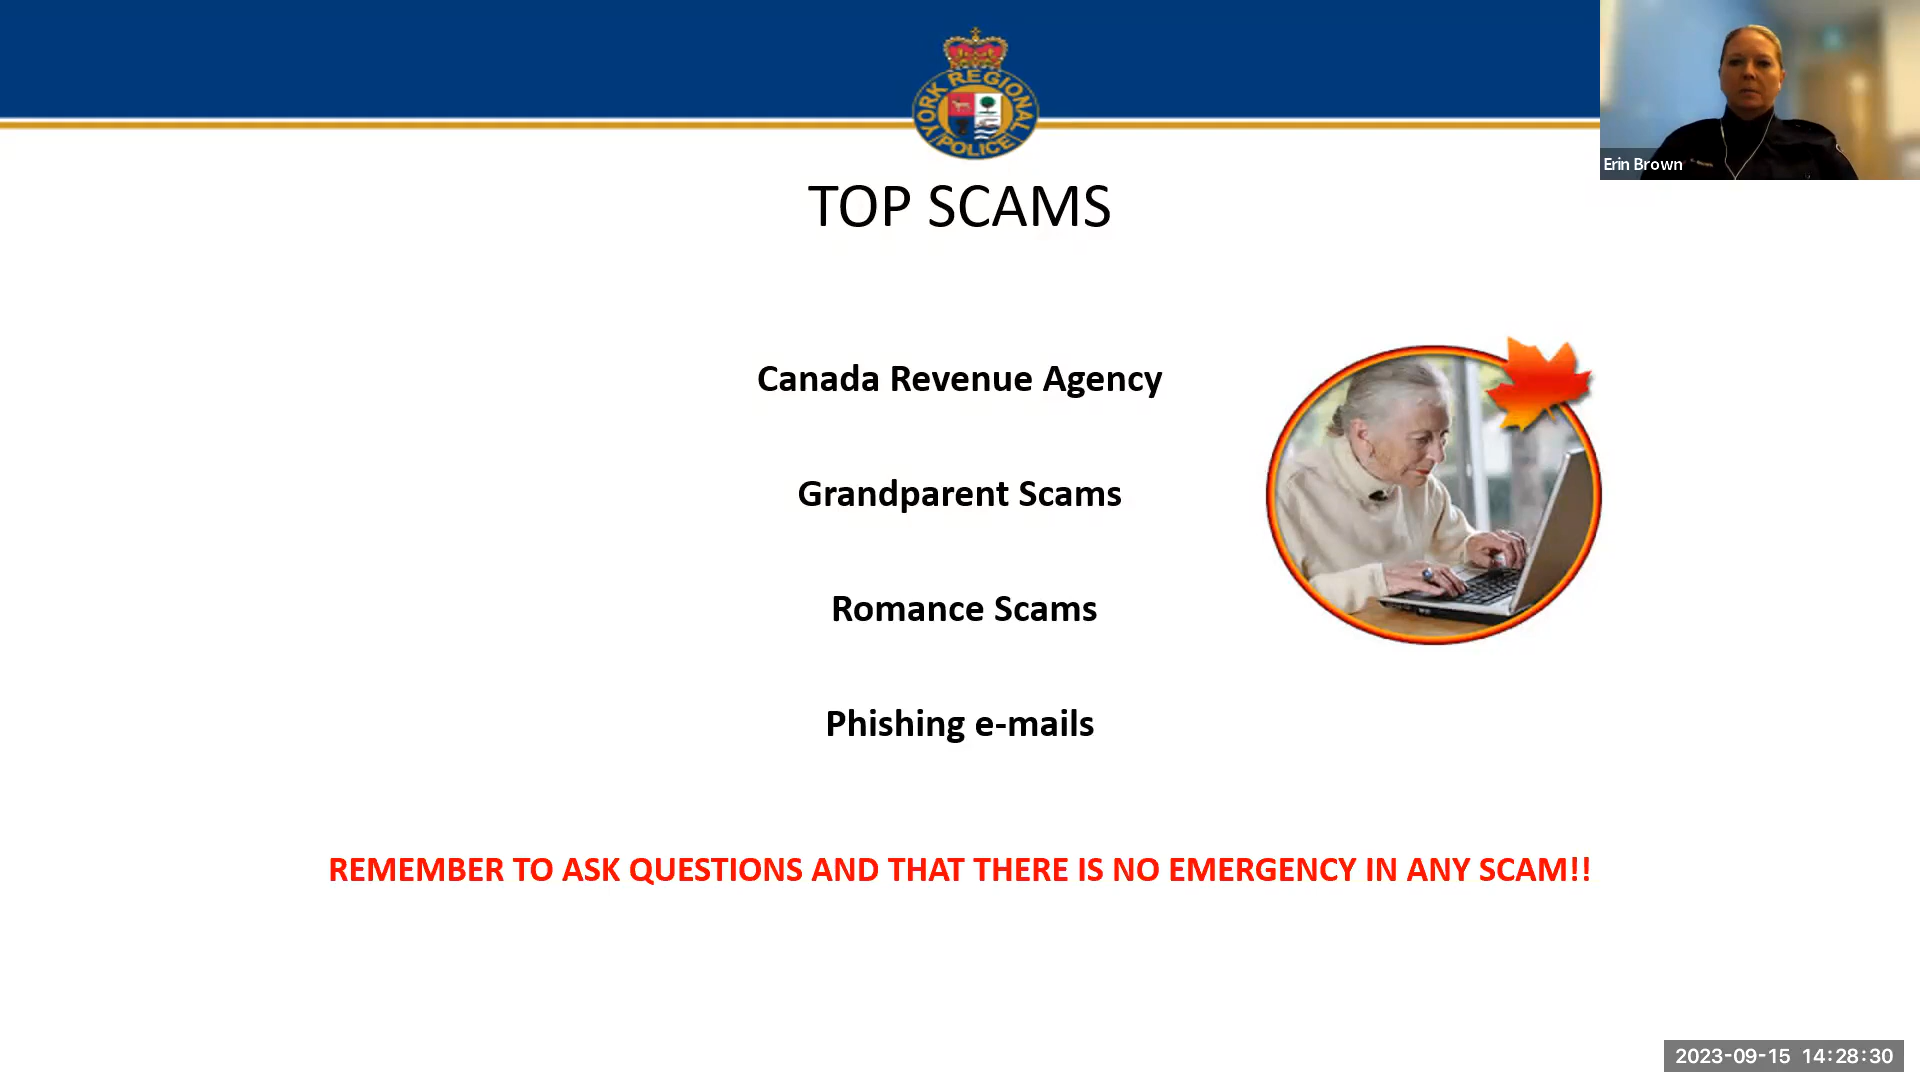 YORK REGIONAL
POLICE
Erin Brown
TOP SCAMS
Canada Revenue Agency
Grandparent Scams
Romance Scams
Phishing e-mails
REMEMBER TO ASK QUESTIONS AND THAT THERE IS NO EMERGENCY IN ANY SCAM!!
2023-09-15 14:28:30